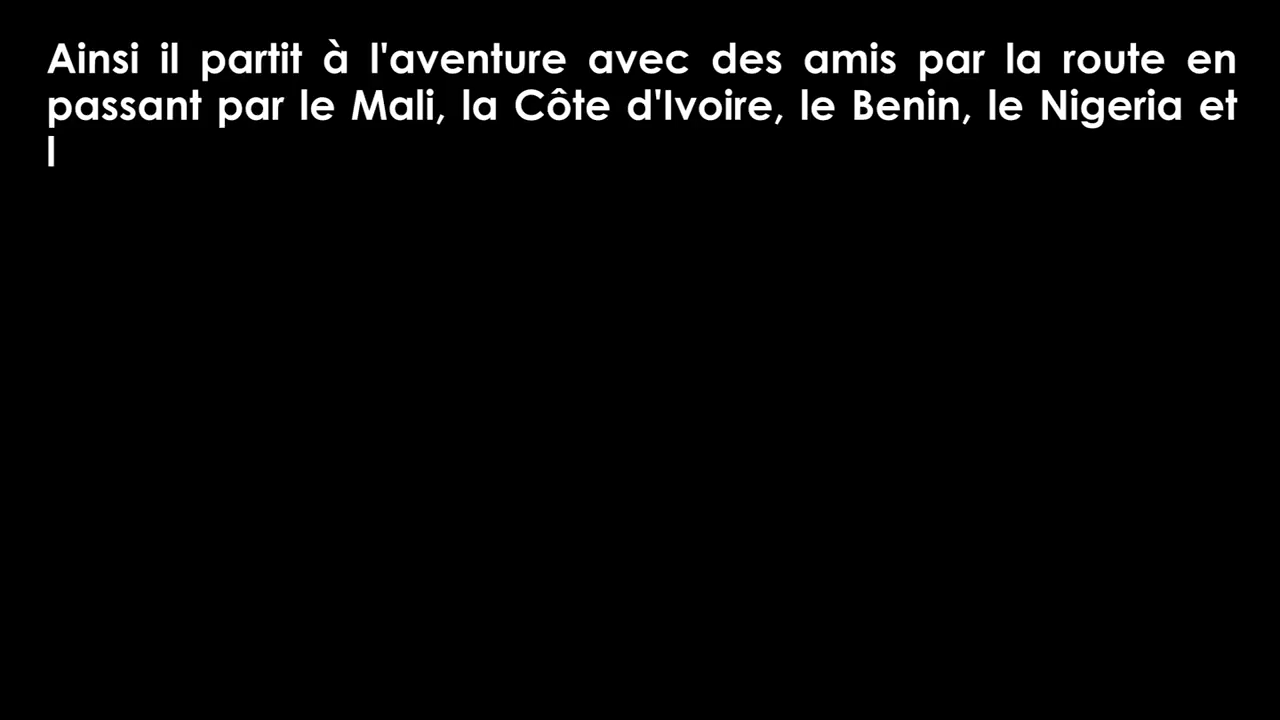 Ainsi il partit à l'aventure avec des amis par la route en
passant par le Mali, la Côte d'Ivoire, le Benin, le Nigeria et
l